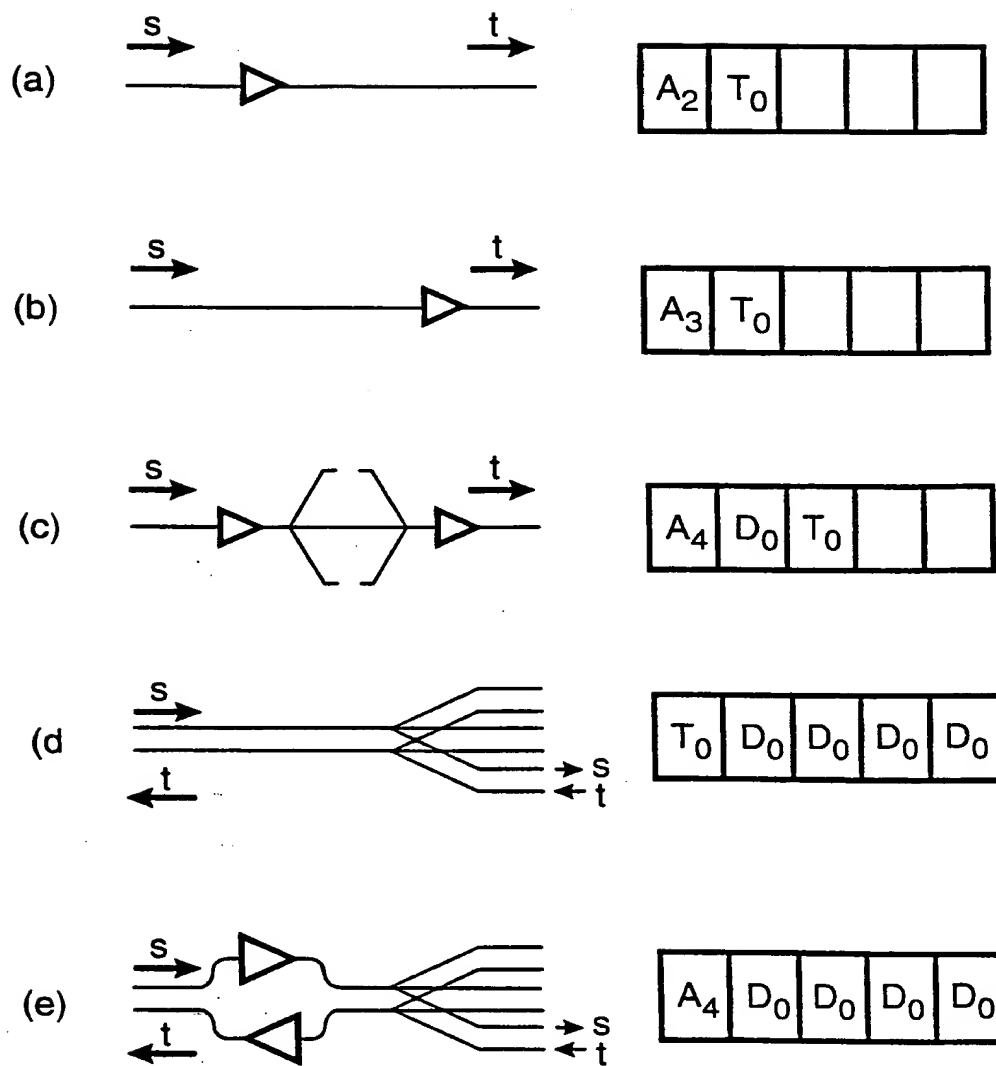 s t
(a) A₂ T₀
s t
(b) A₃ T₀
s t
(c) A₄ D₀ T₀
s
(d T₀ D₀ D₀ D₀ D₀
s
t t
s
(e) A₄ D₀ D₀ D₀ D₀
s
t t